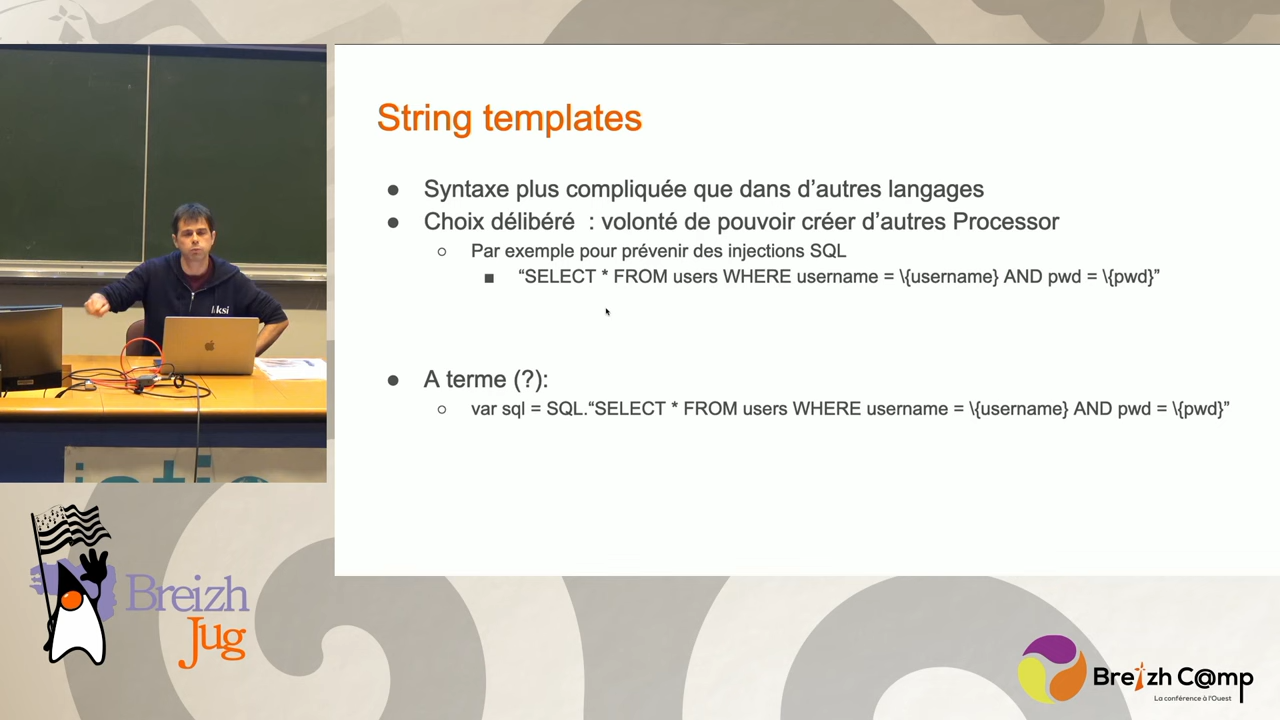 String templates
● Syntaxe plus compliquée que dans d’autres langages
● Choix délibéré  : volonté de pouvoir créer d’autres Processor
○ Par exemple pour prévenir des injections SQL
■ “SELECT * FROM users WHERE username = \{username} AND pwd = \{pwd}”
● A terme (?):
○ var sql = SQL.“SELECT * FROM users WHERE username = \{username} AND pwd = \{pwd}”
Breizh
Jug
Breizh C@mp
La conférence à l'Ouest